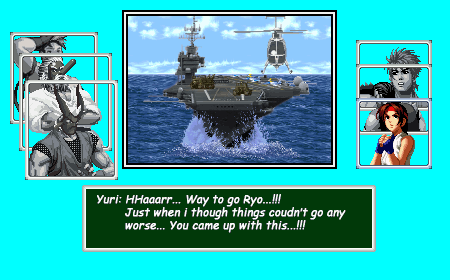 Yuri: HHaaarr... Way to go Ryo...!!!
Just when i though things coudn't go any
worse... You came up with this...!!!